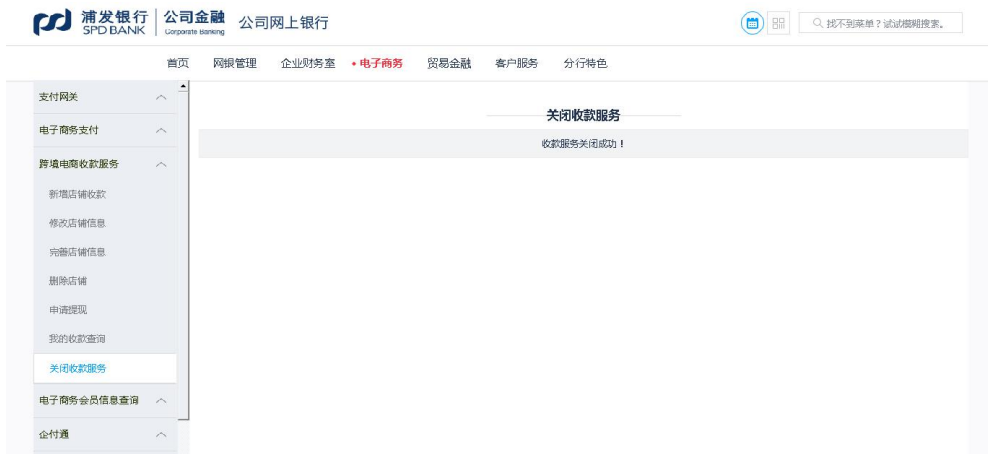 浦发银行 公司金融 公司网上银行
SPD BANK Corporate Banking
找不到菜单？试试模糊搜索。
首页 网银管理 企业财务室 •电子商务 贸易金融 客户服务 分行特色
支付网关
电子商务支付
跨境电商收款服务
新增店铺收款
修改店铺信息
完善店铺信息
删除店铺
申请提现
我的收款查询
关闭收款服务
电子商务会员信息查询
企付通
关闭收款服务
收款服务关闭成功！